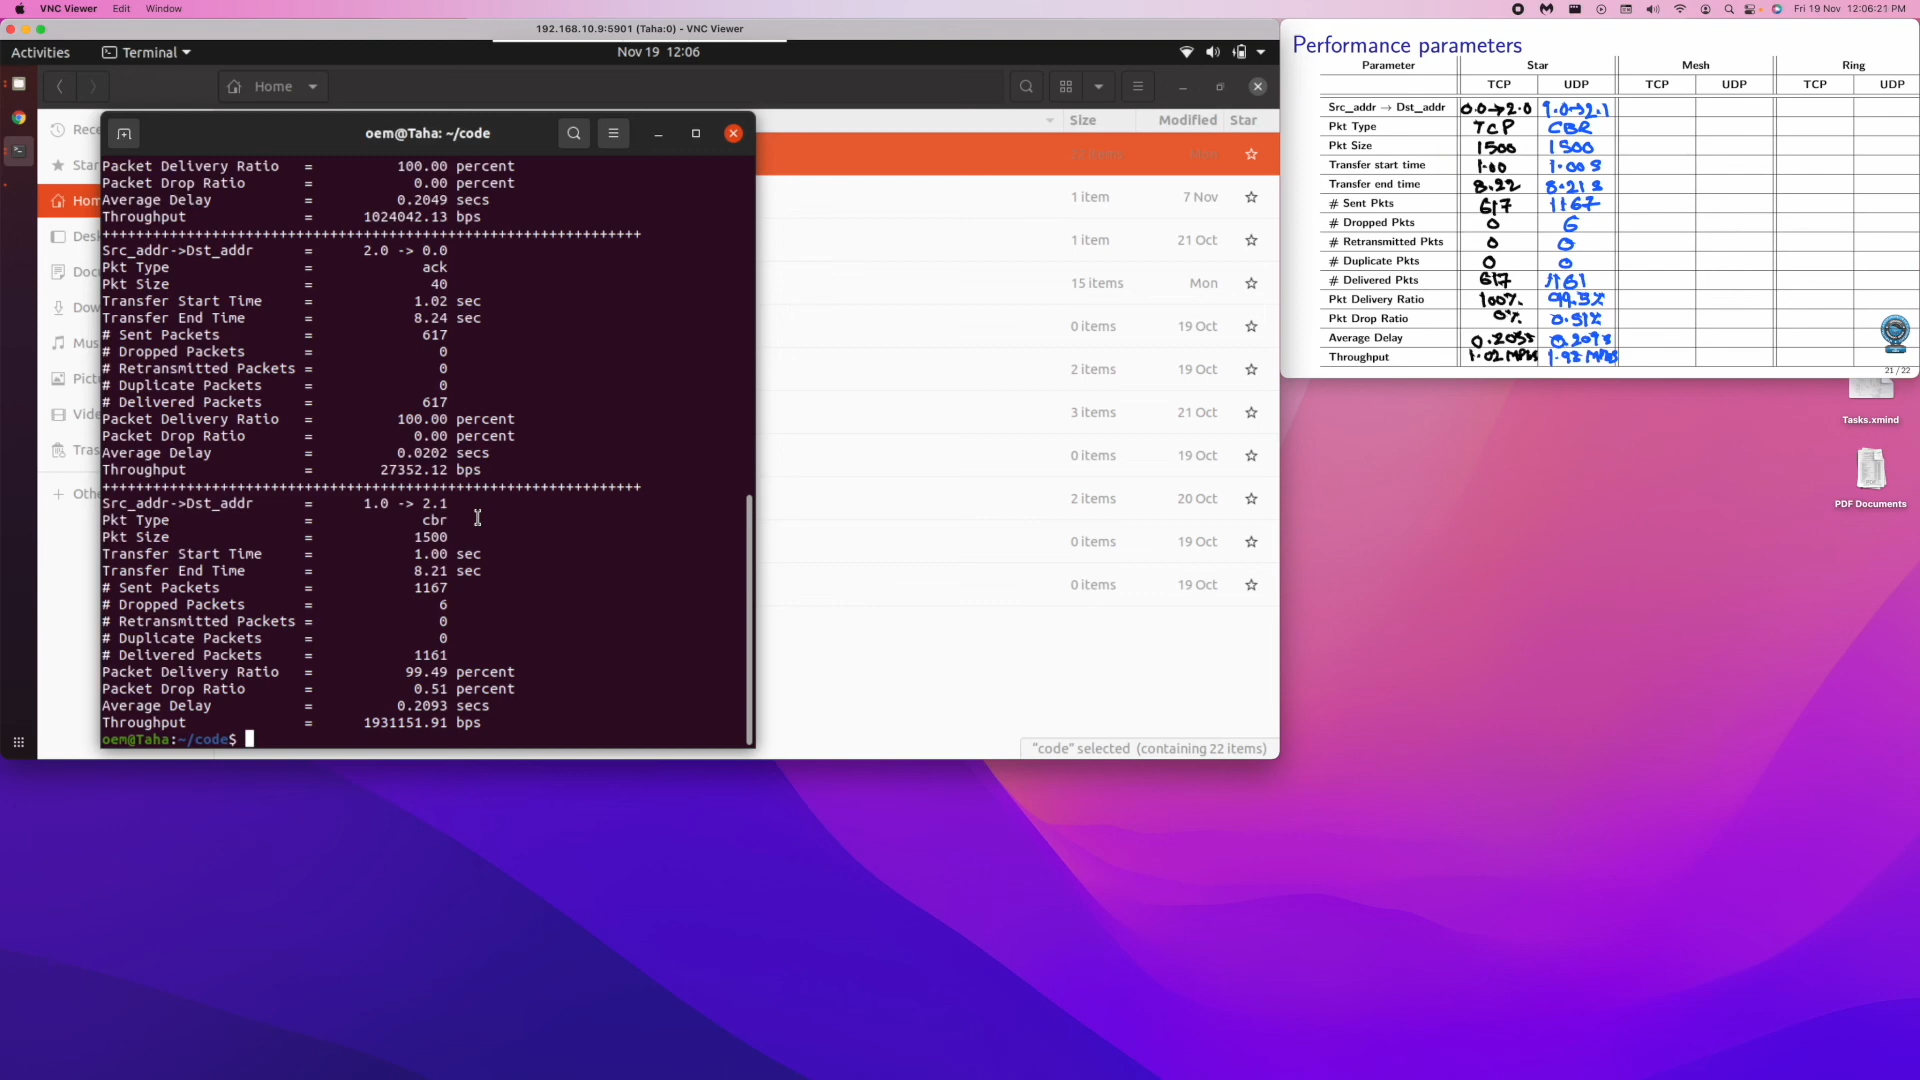 VNC Viewer Edit Window Fri 19 Nov 12:06:21 PM
192.168.10.9:5901 (Taha:0) - VNC Viewer
Activities Terminal Nov 19 12:06
Home
Size Modified Star
Mon
1 item 7 Nov
1 item 21 Oct
15 items Mon
0 items 19 Oct
2 items 19 Oct
3 items 21 Oct
0 items 19 Oct
2 items 20 Oct
0 items 19 Oct
0 items 19 Oct
"code" selected (containing 22 items)
Rece
Star
Hom
Desk
Docu
Down
Mus
Pict
Vide
Tras
Othe
oem@Taha: ~/code
Packet Delivery Ratio = 100.00 percent
Packet Drop Ratio = 0.00 percent
Average Delay = 0.2049 secs
Throughput = 1024042.13 bps
++++++++++++++++++++++++++++++++++++++++++++++++++++++++++++
Src_addr->Dst_addr = 2.0 -> 0.0
Pkt Type = ack
Pkt Size = 40
Transfer Start Time = 1.02 sec
Transfer End Time = 8.24 sec
# Sent Packets = 617
# Dropped Packets = 0
# Retransmitted Packets = 0
# Duplicate Packets = 0
# Delivered Packets = 617
Packet Delivery Ratio = 100.00 percent
Packet Drop Ratio = 0.00 percent
Average Delay = 0.0202 secs
Throughput = 27352.12 bps
++++++++++++++++++++++++++++++++++++++++++++++++++++++++++++
Src_addr->Dst_addr = 1.0 -> 2.1
Pkt Type = cbr
Pkt Size = 1500
Transfer Start Time = 1.00 sec
Transfer End Time = 8.21 sec
# Sent Packets = 1167
# Dropped Packets = 6
# Retransmitted Packets = 0
# Duplicate Packets = 0
# Delivered Packets = 1161
Packet Delivery Ratio = 99.49 percent
Packet Drop Ratio = 0.51 percent
Average Delay = 0.2093 secs
Throughput = 1931151.91 bps
oem@Taha:~/code$
Performance parameters
Parameter Star Mesh Ring
TCP UDP TCP UDP TCP UDP
Src_addr → Dst_addr 0.0→2.0 1.0→2.1
Pkt Type TCP CBR
Pkt Size 1500 1500
Transfer start time 1.00 1.00 s
Transfer end time 8.22 8.21 s
# Sent Pkts 617 1167
# Dropped Pkts 0 6
# Retransmitted Pkts 0 0
# Duplicate Pkts 0 0
# Delivered Pkts 617 1161
Pkt Delivery Ratio 100%
Pkt Drop Ratio 0% 0.51%
Average Delay
Throughput 1.02 MPbs
21 / 22
Tasks.xmind
PDF Documents